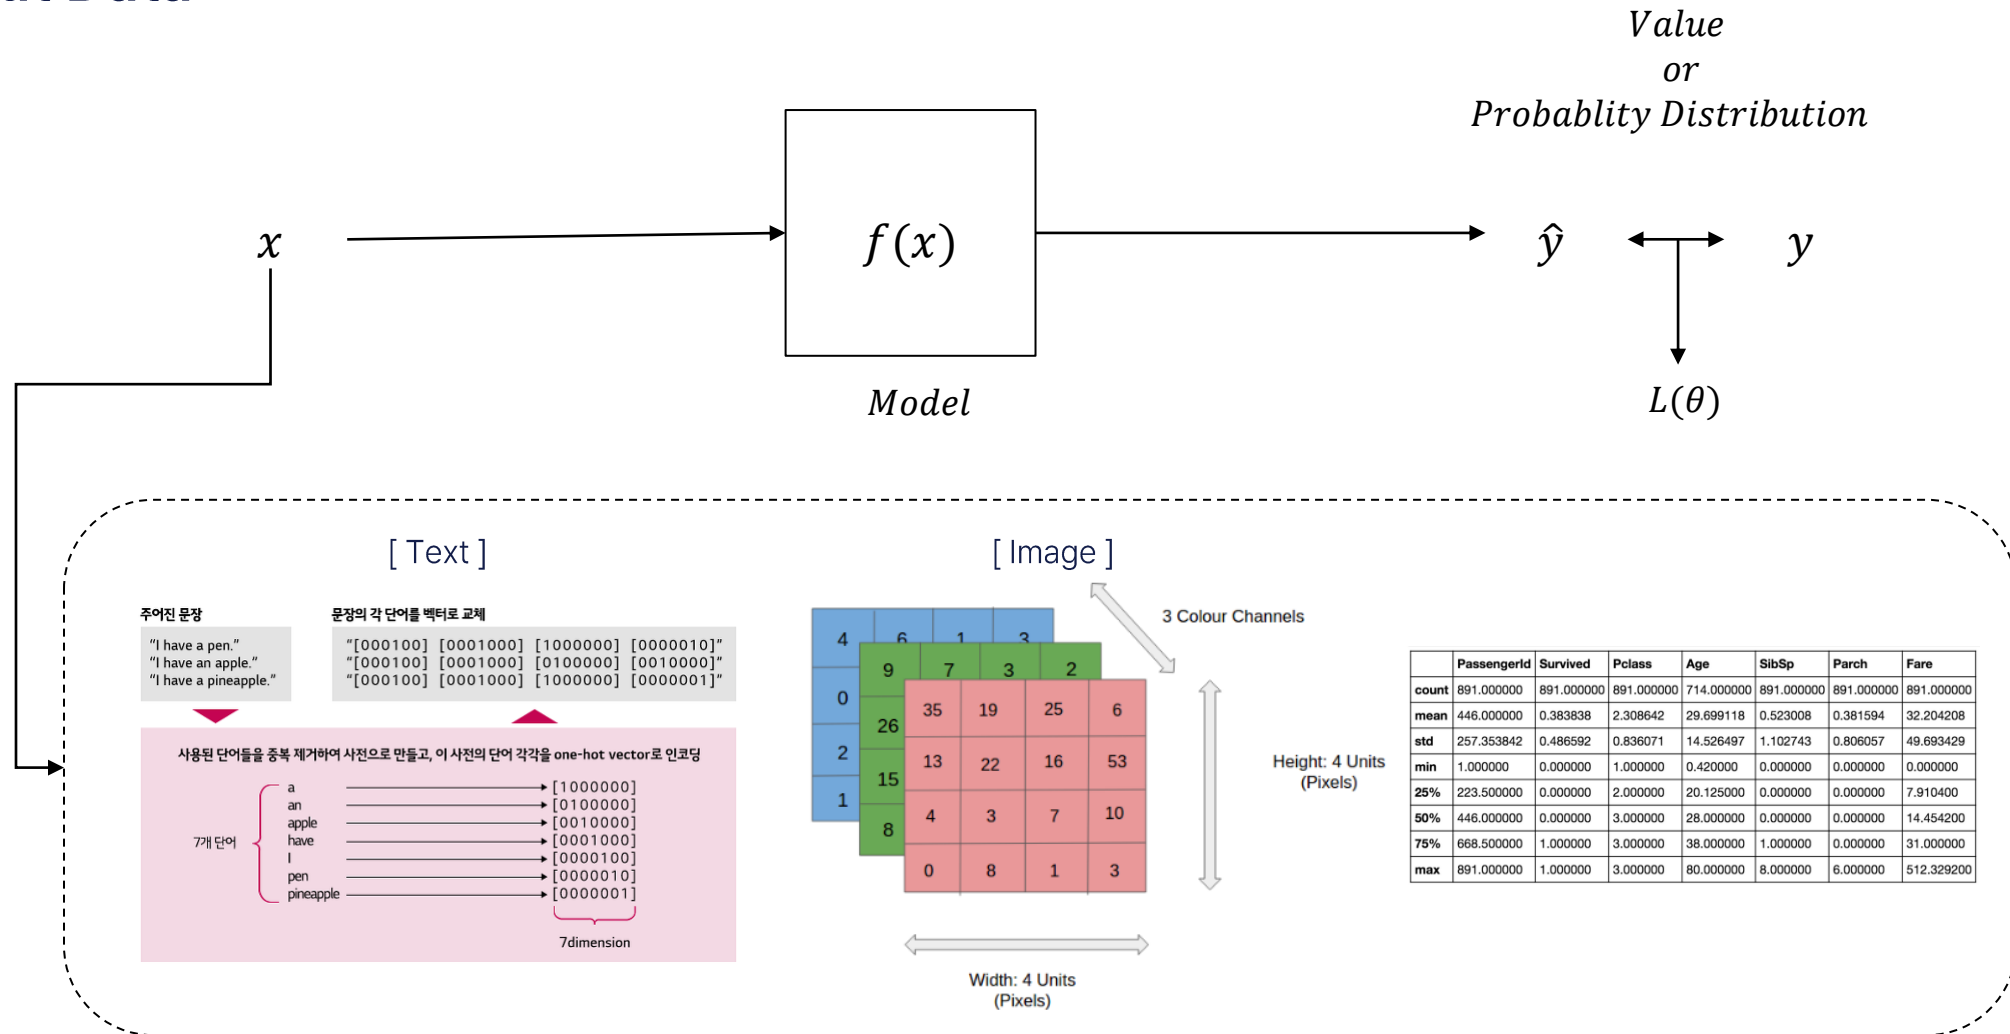 Data
Value
or
Probablity Distribution
x
f(x)
ŷ
y
Model
L(θ)
[ Text ]
주어진 문장
"I have a pen."
"I have an apple."
"I have a pineapple."
문장의 각 단어를 벡터로 교체
"[000100] [0001000] [1000000] [0000010]"
"[000100] [0001000] [0100000] [0010000]"
"[000100] [0001000] [1000000] [0000001]"
사용된 단어들을 중복 제거하여 사전으로 만들고, 이 사전의 단어 각각을 one-hot vector로 인코딩
7개 단어
a [1000000]
an [0100000]
apple [0010000]
have [0001000]
I [0000100]
pen [0000010]
pineapple [0000001]
7dimension
[ Image ]
3 Colour Channels
4 6 1 3
0
2
1
9 7 3 2
26
15
8
35 19 25 6
13 22 16 53
4 3 7 10
0 8 1 3
Height: 4 Units
(Pixels)
Width: 4 Units
(Pixels)
PassengerId Survived Pclass Age SibSp Parch Fare
count 891.000000 891.000000 891.000000 714.000000 891.000000 891.000000 891.000000
mean 446.000000 0.383838 2.308642 29.699118 0.523008 0.381594 32.204208
std 257.353842 0.486592 0.836071 14.526497 1.102743 0.806057 49.693429
min 1.000000 0.000000 1.000000 0.420000 0.000000 0.000000 0.000000
25% 223.500000 0.000000 2.000000 20.125000 0.000000 0.000000 7.910400
50% 446.000000 0.000000 3.000000 28.000000 0.000000 0.000000 14.454200
75% 668.500000 1.000000 3.000000 38.000000 1.000000 0.000000 31.000000
max 891.000000 1.000000 3.000000 80.000000 8.000000 6.000000 512.329200